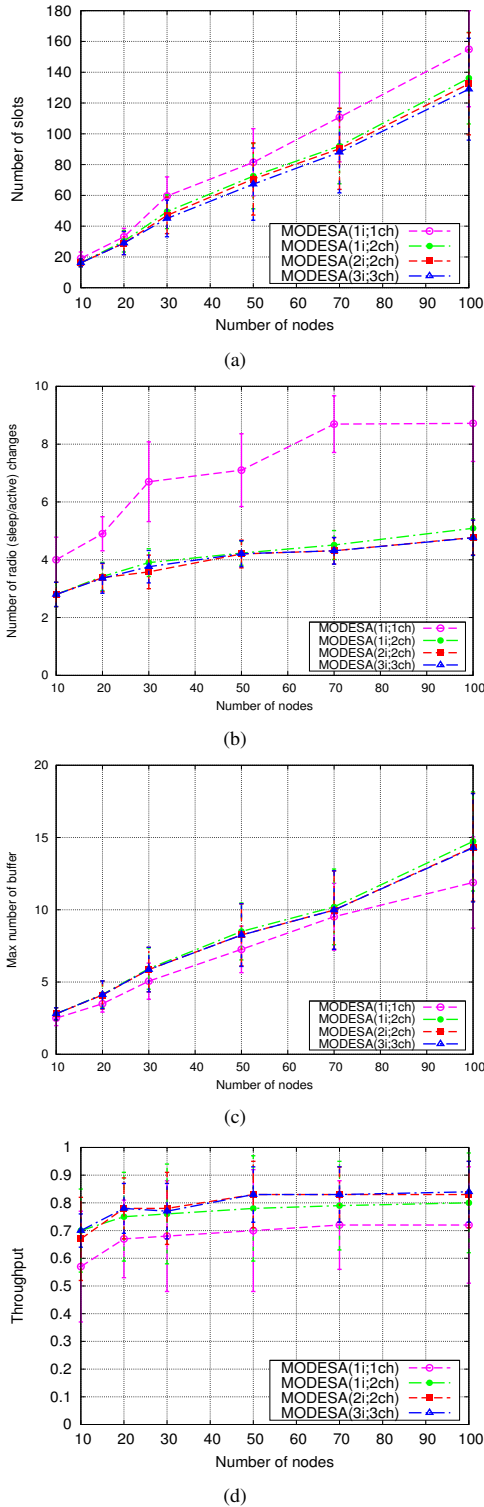 180
160
140
120
100
80
60
40
20
0
Number of slots
MODESA(1i;1ch)
MODESA(1i;2ch)
MODESA(2i;2ch)
MODESA(3i;3ch)
10 20 30 40 50 60 70 80 90 100
Number of nodes
(a)
10
8
6
4
2
0
Number of radio (sleep/active) changes
MODESA(1i;1ch)
MODESA(1i;2ch)
MODESA(2i;2ch)
MODESA(3i;3ch)
10 20 30 40 50 60 70 80 90 100
Number of nodes
(b)
20
15
10
5
0
Max number of buffer
MODESA(1i;1ch)
MODESA(1i;2ch)
MODESA(2i;2ch)
MODESA(3i;3ch)
10 20 30 40 50 60 70 80 90 100
Number of nodes
(c)
1
0.9
0.8
0.7
0.6
0.5
0.4
0.3
0.2
0.1
0
Throughput
MODESA(1i;1ch)
MODESA(1i;2ch)
MODESA(2i;2ch)
MODESA(3i;3ch)
10 20 30 40 50 60 70 80 90 100
Number of nodes
(d)